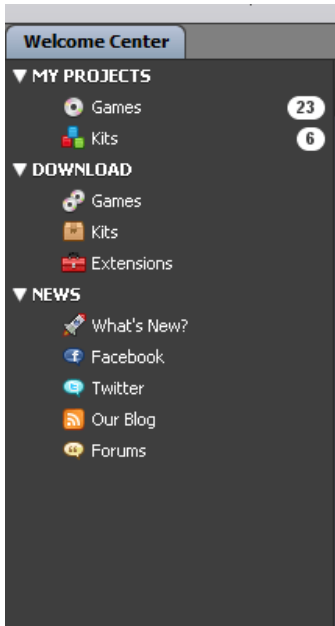 Welcome Center
MY PROJECTS
Games 23
Kits 6
DOWNLOAD
Games
Kits
Extensions
NEWS
What's New?
Facebook
Twitter
Our Blog
Forums